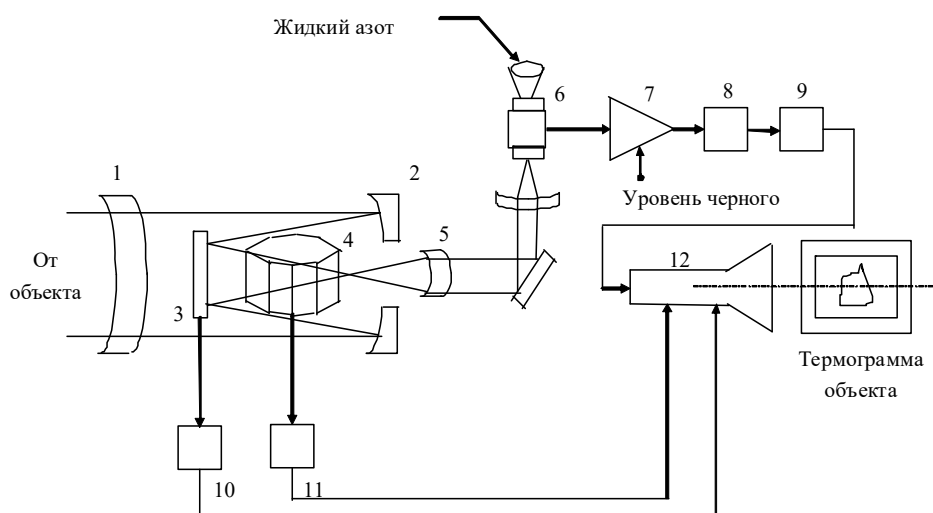 Жидкий азот
6
7
8
9
1
2
Уровень черного
4
5
12
От
объекта
3
Термограмма
объекта
10
11